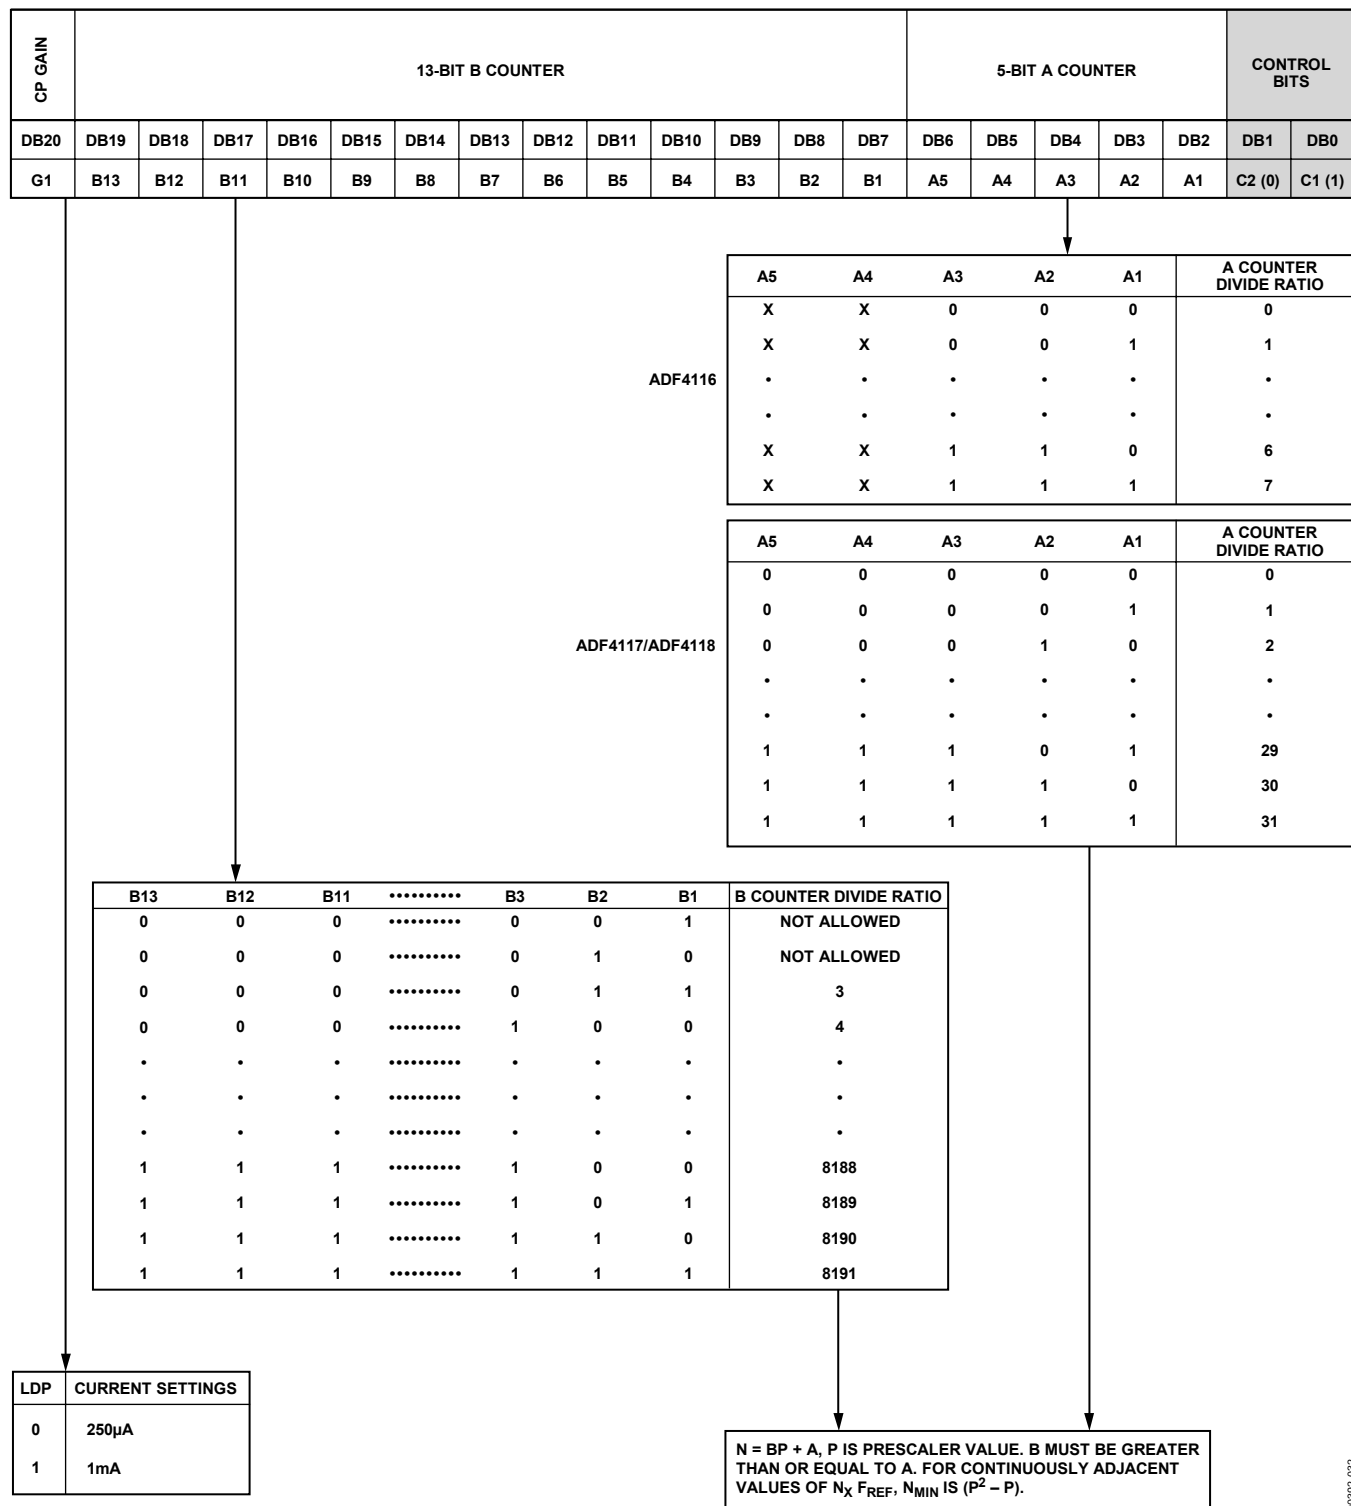 CP GAIN
13-BIT B COUNTER
5-BIT A COUNTER
CONTROL
BITS
DB20 DB19 DB18 DB17 DB16 DB15 DB14 DB13 DB12 DB11 DB10 DB9 DB8 DB7 DB6 DB5 DB4 DB3 DB2 DB1 DB0
G1 B13 B12 B11 B10 B9 B8 B7 B6 B5 B4 B3 B2 B1 A5 A4 A3 A2 A1 C2 (0) C1 (1)
A5 A4 A3 A2 A1 A COUNTER
DIVIDE RATIO
X X 0 0 0 0
X X 0 0 1 1
ADF4116
• • • • • •
• • • • • •
X X 1 1 0 6
X X 1 1 1 7
A5 A4 A3 A2 A1 A COUNTER
DIVIDE RATIO
0 0 0 0 0 0
0 0 0 0 1 1
ADF4117/ADF4118
0 0 0 1 0 2
• • • • • •
• • • • • •
1 1 1 0 1 29
1 1 1 1 0 30
1 1 1 1 1 31
B13 B12 B11 •••••••••• B3 B2 B1 B COUNTER DIVIDE RATIO
0 0 0 •••••••••• 0 0 1 NOT ALLOWED
0 0 0 •••••••••• 0 1 0 NOT ALLOWED
0 0 0 •••••••••• 0 1 1 3
0 0 0 •••••••••• 1 0 0 4
• • • •••••••••• • • • •
• • • •••••••••• • • • •
• • • •••••••••• • • • •
1 1 1 •••••••••• 1 0 0 8188
1 1 1 •••••••••• 1 0 1 8189
1 1 1 •••••••••• 1 1 0 8190
1 1 1 •••••••••• 1 1 1 8191
LDP CURRENT SETTINGS
0 250µA
1 1mA
N = BP + A, P IS PRESCALER VALUE. B MUST BE GREATER
THAN OR EQUAL TO A. FOR CONTINUOUSLY ADJACENT
VALUES OF NX FREF, NMIN IS (P² – P).